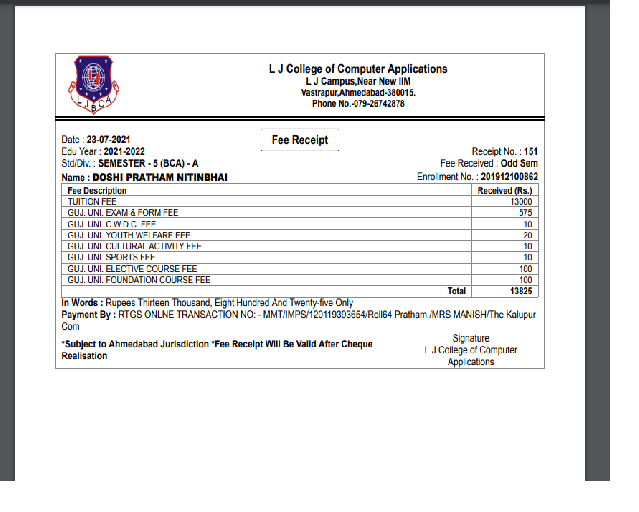 LJBCA
L J College of Computer Applications
L J Campus,Near New IIM
Vastrapur,Ahmedabad-380015.
Phone No.-079-26742878
Date : 23-07-2021
Fee Receipt
Edu Year : 2021-2022
Receipt No. : 151
Std/Div. : SEMESTER - 5 (BCA) - A
Fee Received : Odd Sem
Name : DOSHI PRATHAM NITINBHAI
Enrollment No. : 201912100862
Fee Description Received (Rs.)
TUITION FEE 13000
GUJ. UNI. EXAM & FORM FEE 575
GUJ. UNI. C.W.D.C. FEE 10
GUJ. UNI. YOUTH WELFARE FEE 20
GUJ. UNI. CULTURAL ACTIVITY FEE 10
GUJ. UNI. SPORTS FEE 10
GUJ. UNI. ELECTIVE COURSE FEE 100
GUJ. UNI. FOUNDATION COURSE FEE 100
Total 13825
In Words : Rupees Thirteen Thousand, Eight Hundred And Twenty-five Only
Payment By : RTGS ONLNE TRANSACTION NO: - MMT/IMPS/120119303654/Roll64 Pratham /MRS MANISH/The Kalupur
Com
*Subject to Ahmedabad Jurisdiction *Fee Receipt Will Be Valid After Cheque
Realisation
Signature
L J College of Computer
Applications